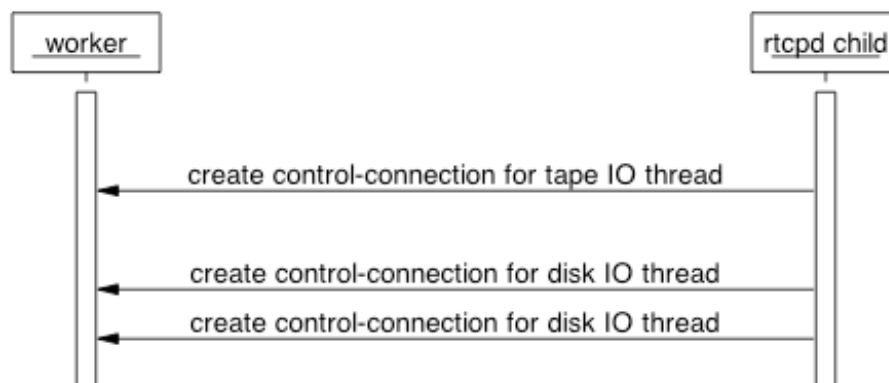 worker
rtcpd child
create control-connection for tape IO thread
create control-connection for disk IO thread
create control-connection for disk IO thread